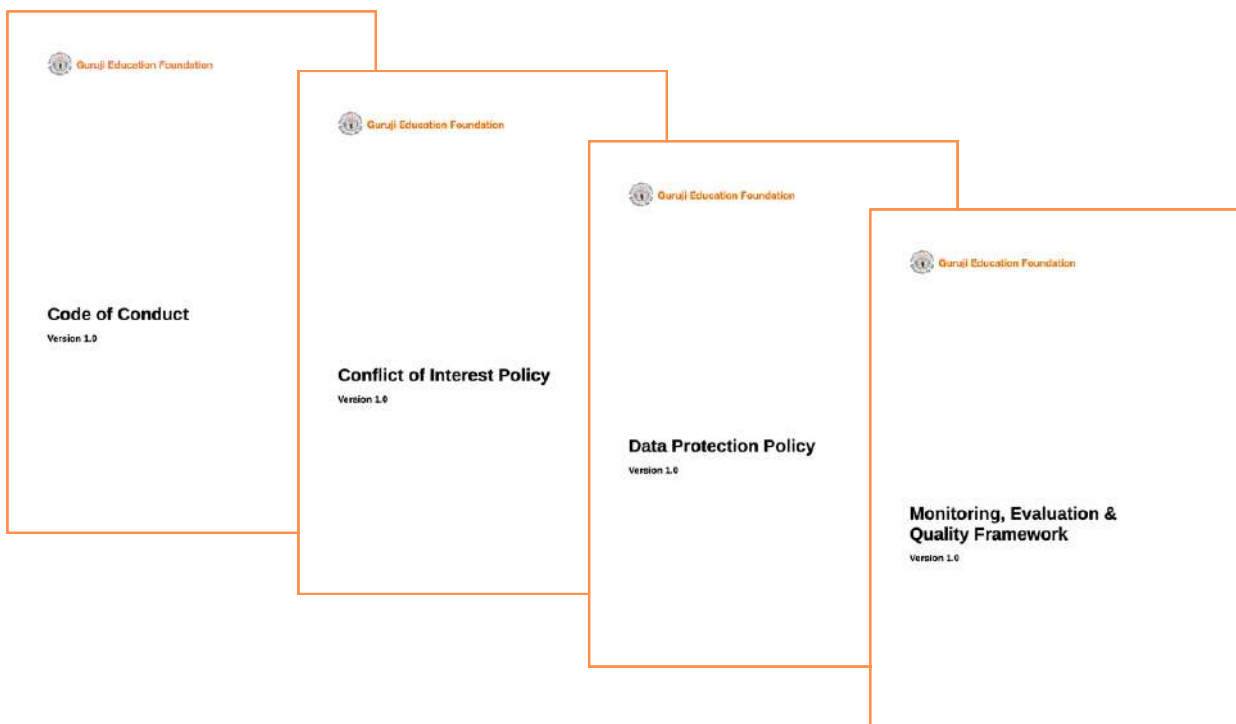 Guruji Education Foundation
Code of Conduct
Version 1.0
Guruji Education Foundation
Conflict of Interest Policy
Version 1.0
Guruji Education Foundation
Data Protection Policy
Version 1.0
Guruji Education Foundation
Monitoring, Evaluation &
Quality Framework
Version 1.0